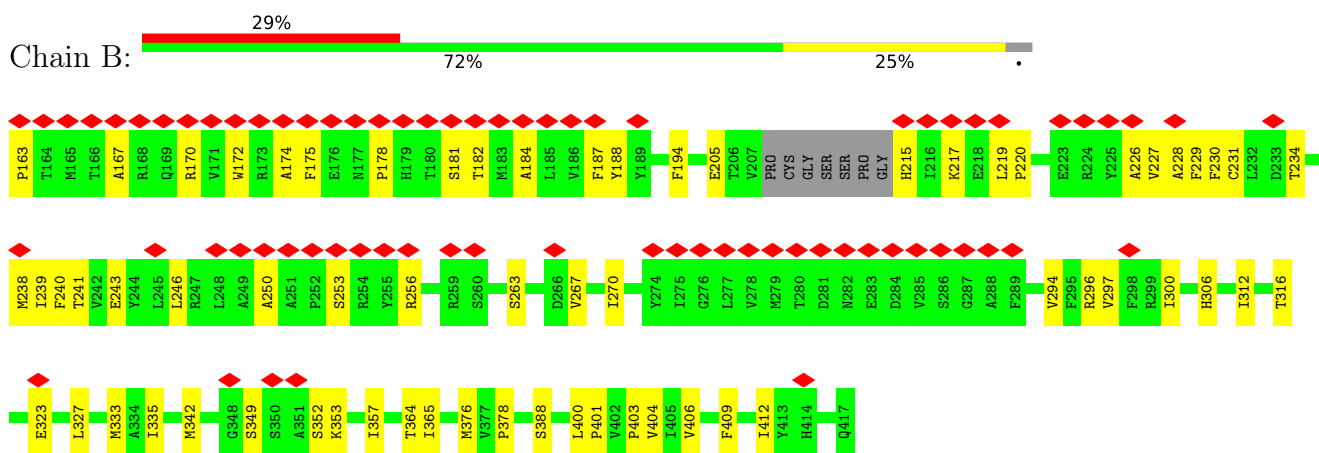 29%
Chain B:
72% 25% •
P163 T164 M165 T166 A167 R168 Q169 R170 V171 W172 R173 A174 F175 E176 N177 P178 H179 T180 S181 T182 M183 A184 L185 V186 F187 Y188 Y189 F194 E205 T206 V207 PRO CYS GLY SER SER PRO GLY H215 I216 K217 E218 L219 P220 E223 R224 Y225 A226 V227 A228 F229 F230 C231 L232 D233 T234
M238 I239 F240 T241 V242 E243 Y244 L245 L246 R247 L248 A249 A250 A251 P252 S253 R254 Y255 R256 R259 S260 S263 D266 V267 I270 Y274 I275 G276 L277 V278 M279 T280 D281 N282 E283 D284 V285 S286 G287 A288 F289 V294 F295 R296 V297 F298 R299 I300 H306 I312 T316
E323 L327 M333 A334 I335 M342 G348 S349 S350 A351 S352 K353 I357 T364 I365 M376 V377 P378 S388 L400 P401 V402 P403 V404 I405 V406 F409 I412 Y413 H414 Q417